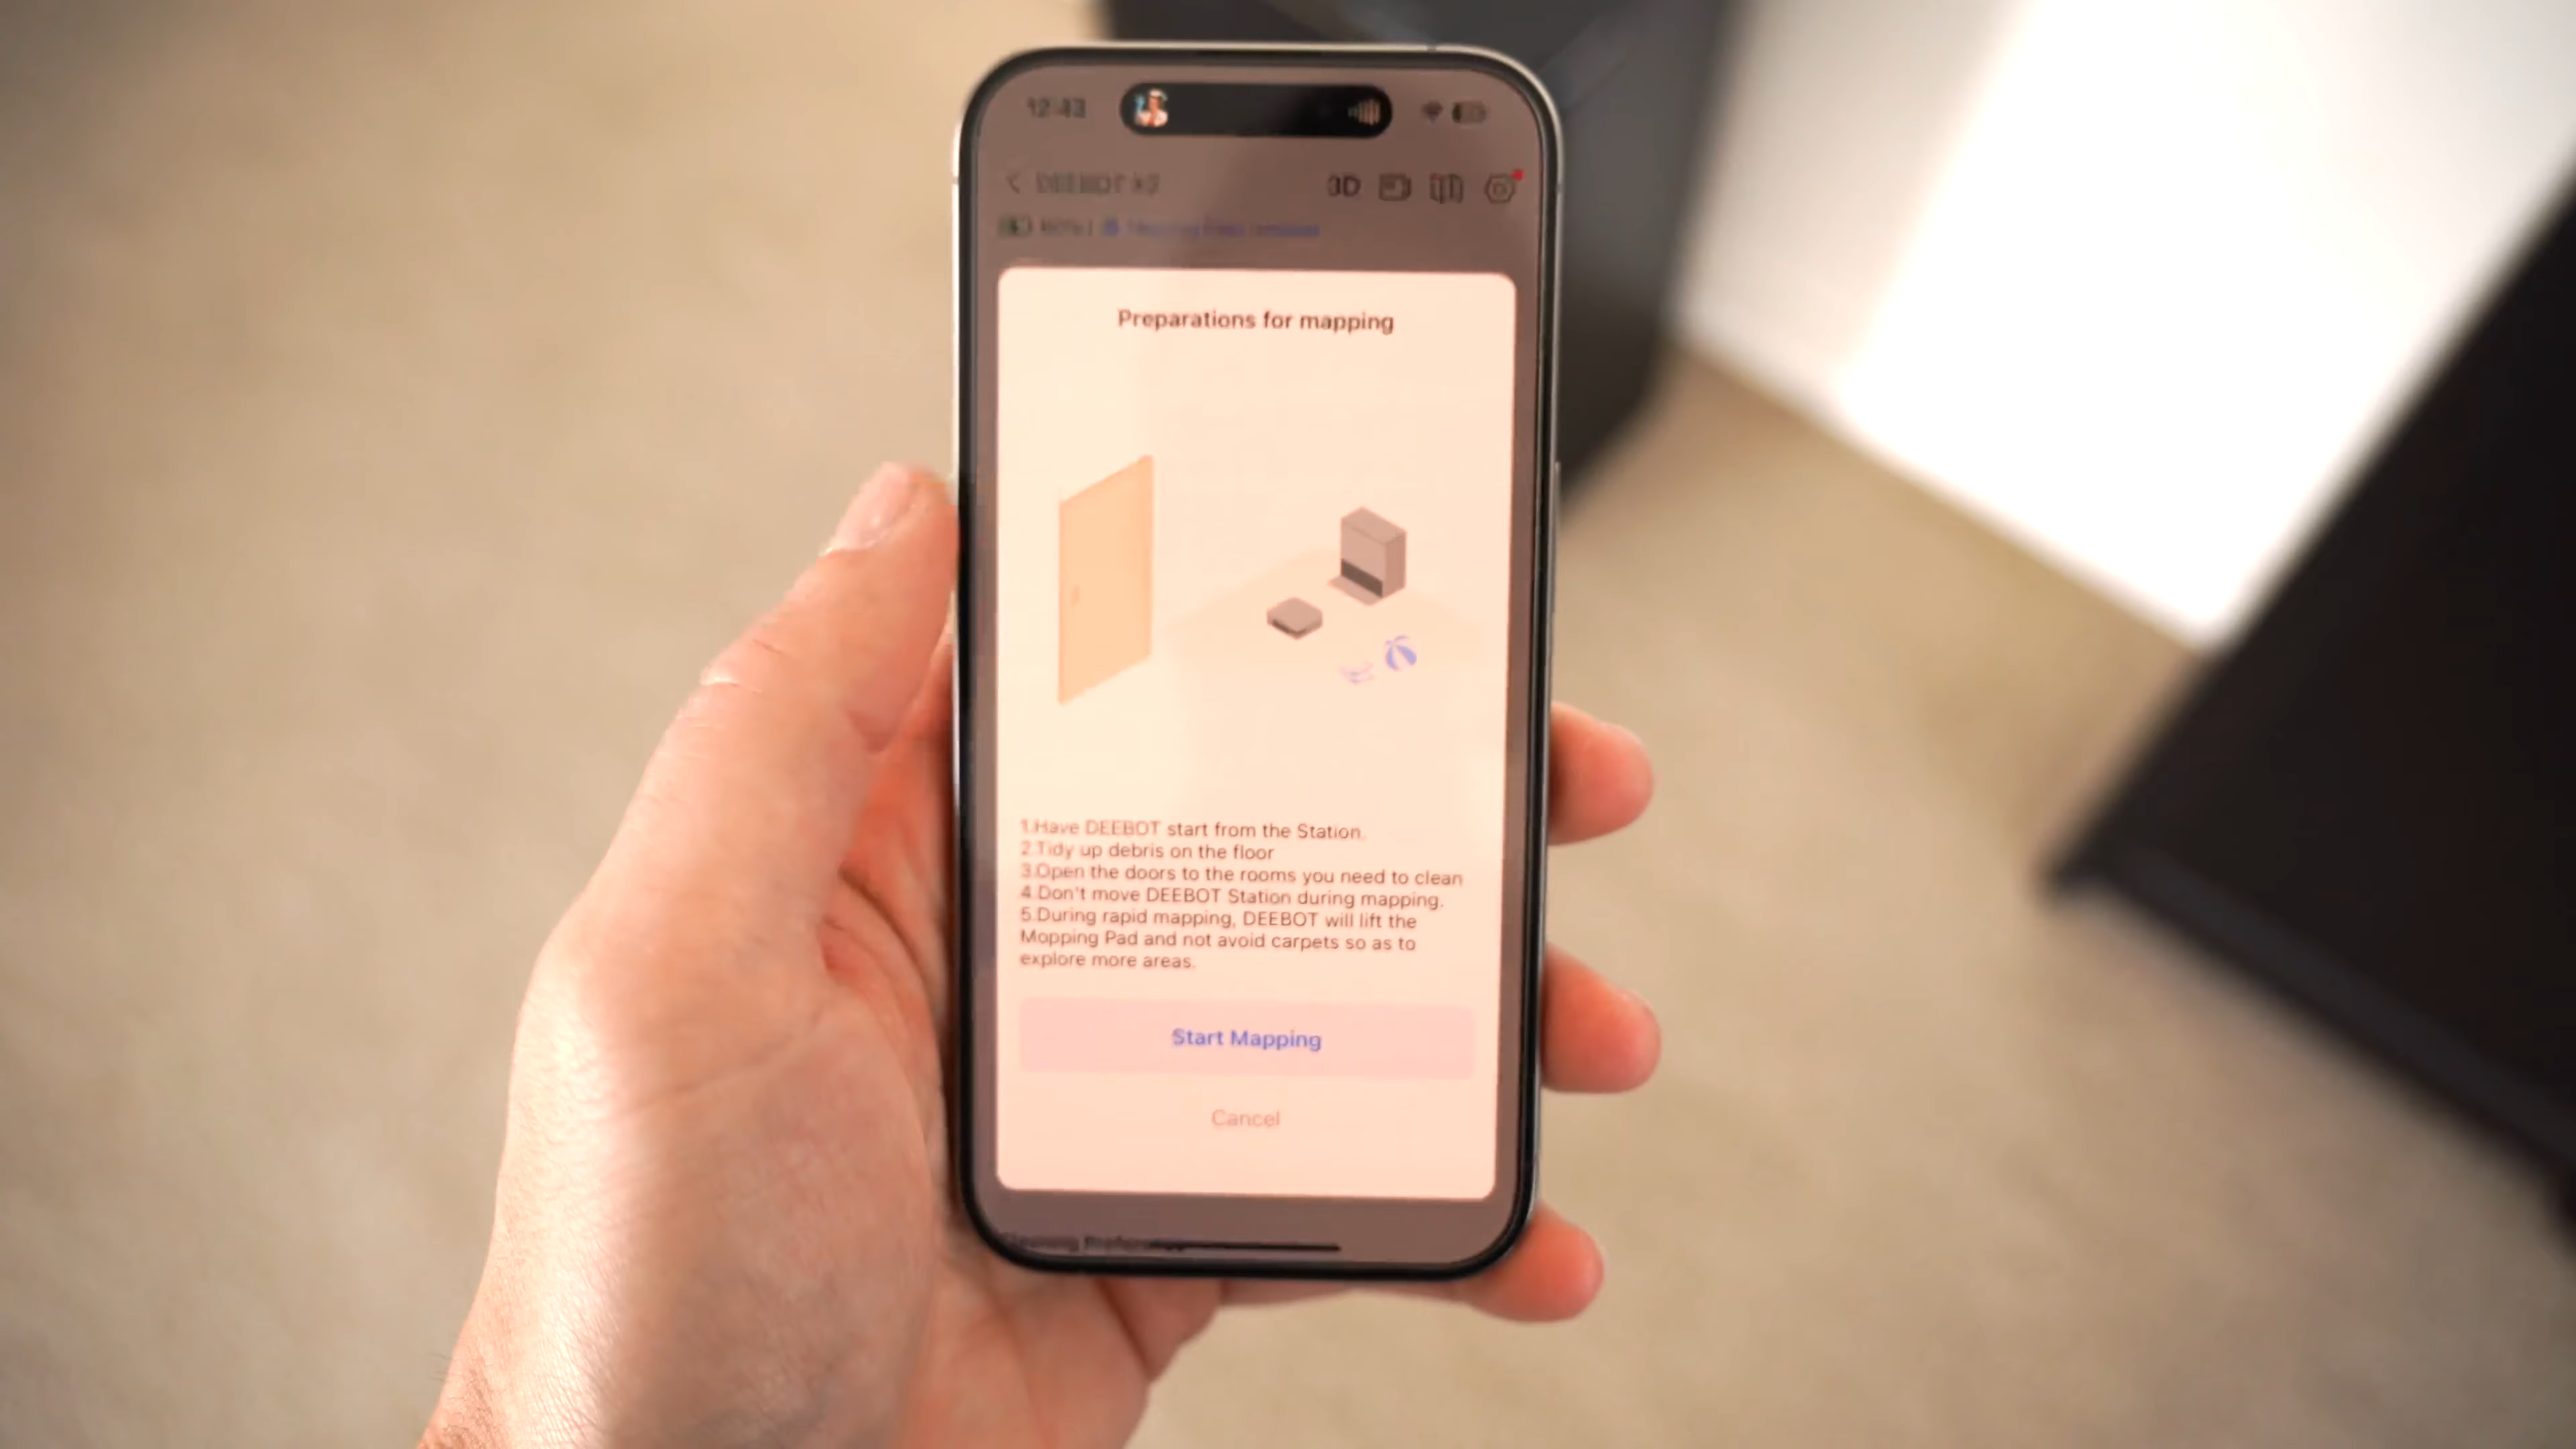 12:43
DEEBOT
3D
Preparations for mapping
1.Have DEEBOT start from the Station.
2.Tidy up debris on the floor
3.Open the doors to the rooms you need to clean
4.Don't move DEEBOT Station during mapping.
5.During rapid mapping, DEEBOT will lift the
Mopping Pad and not avoid carpets so as to
explore more areas.
Start Mapping
Cancel
Cleaning Preference